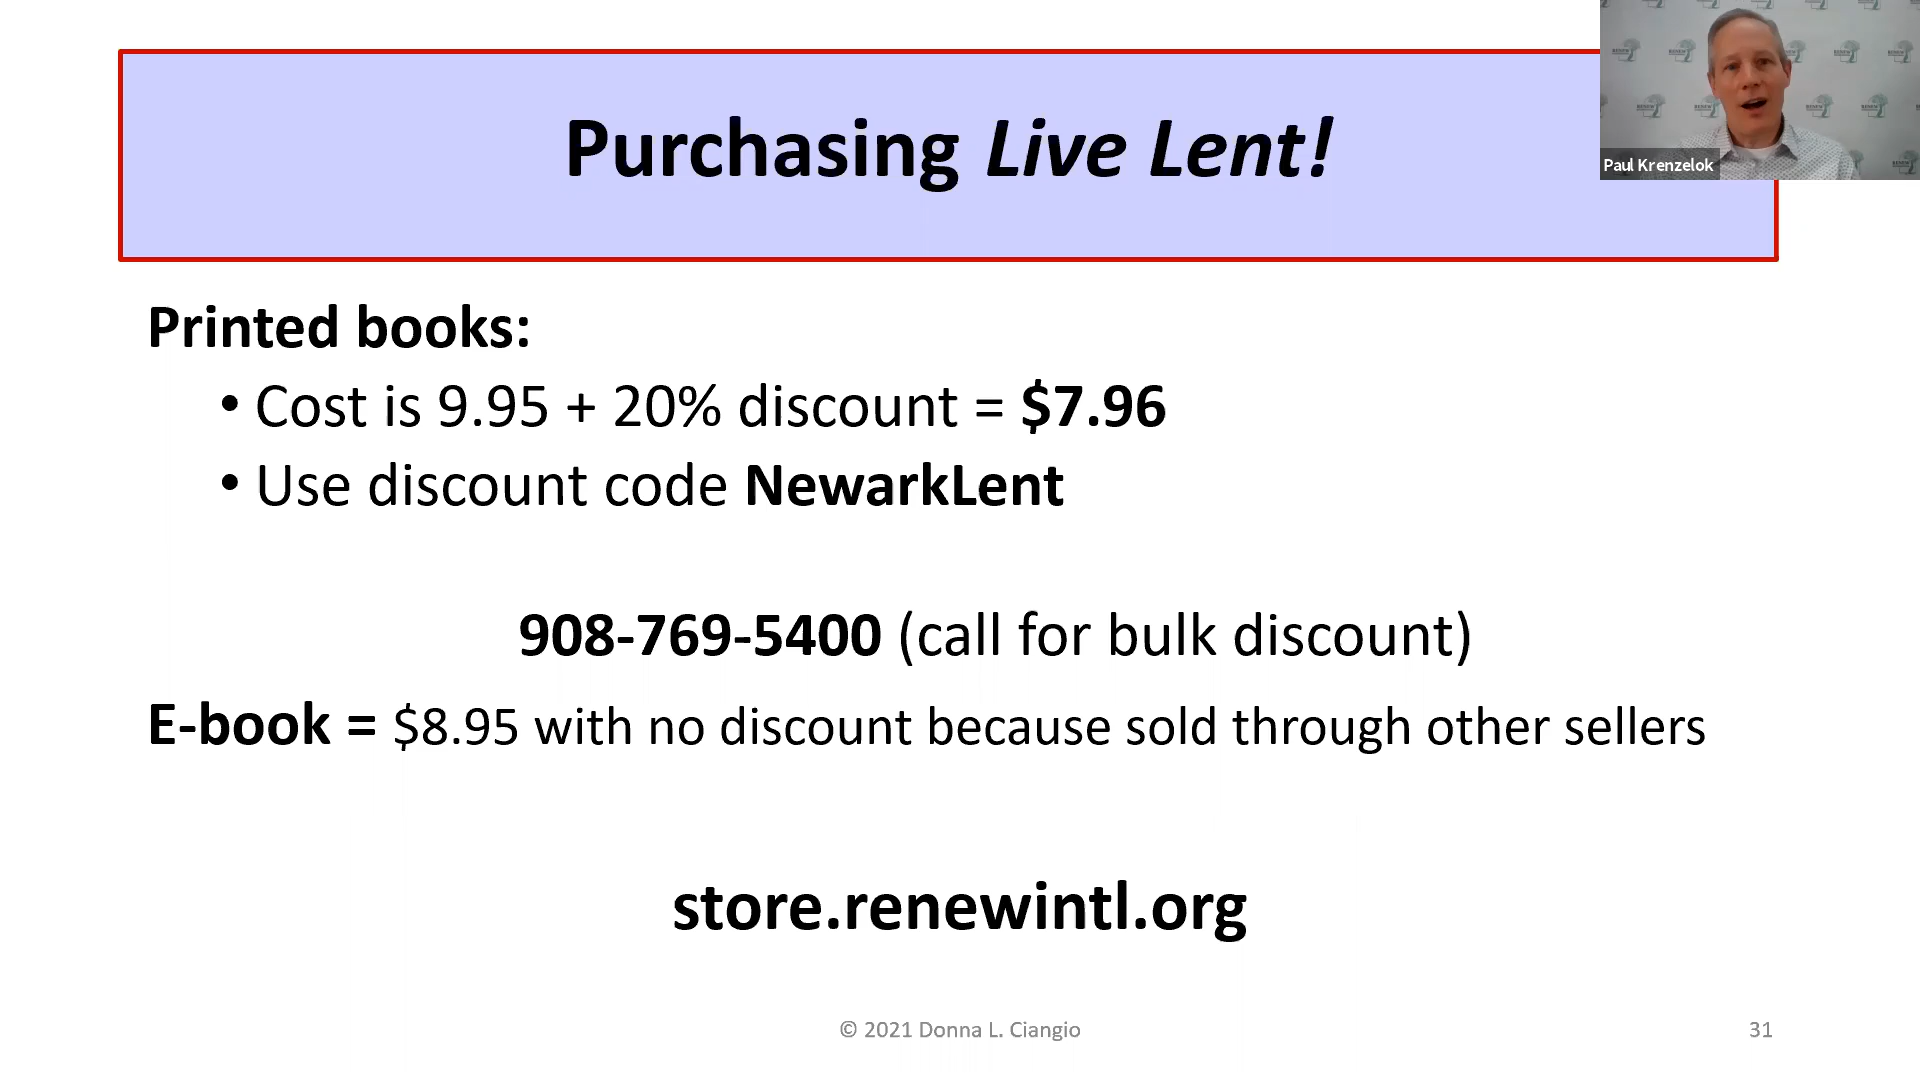 Purchasing Live Lent!
Paul Krenzelok
Printed books:
• Cost is 9.95 + 20% discount = $7.96
• Use discount code NewarkLent
908-769-5400 (call for bulk discount)
E-book = $8.95 with no discount because sold through other sellers
store.renewintl.org
© 2021 Donna L. Ciangio
31